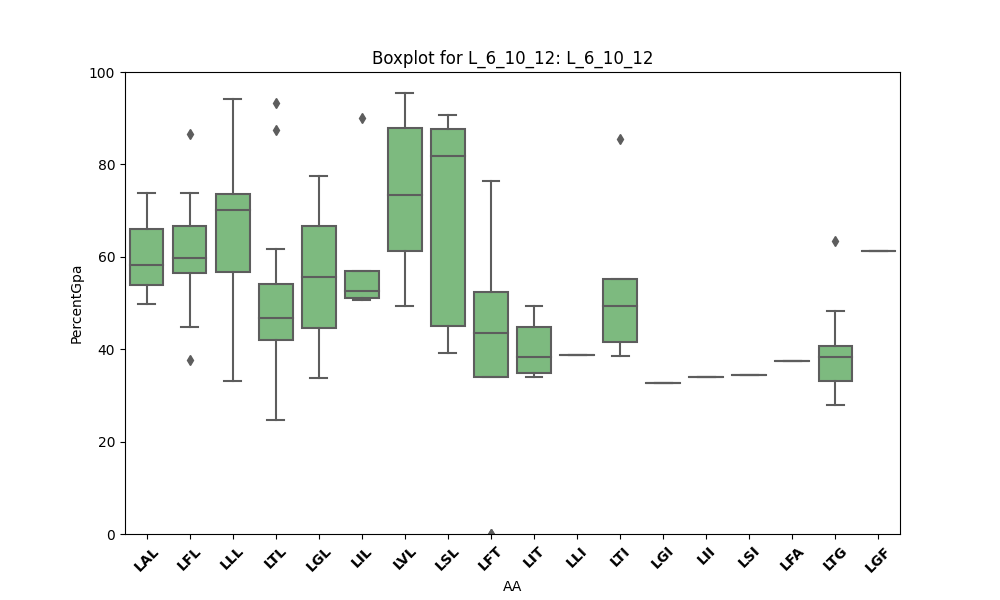 Boxplot for L_6_10_12: L_6_10_12
PercentGpa
100
80
60
40
20
0
LAL LFL LLL LTL LGL LIL LVL LSL LFT LIT LLI LTI LGI LII LSI LFA LTG LGF
AA